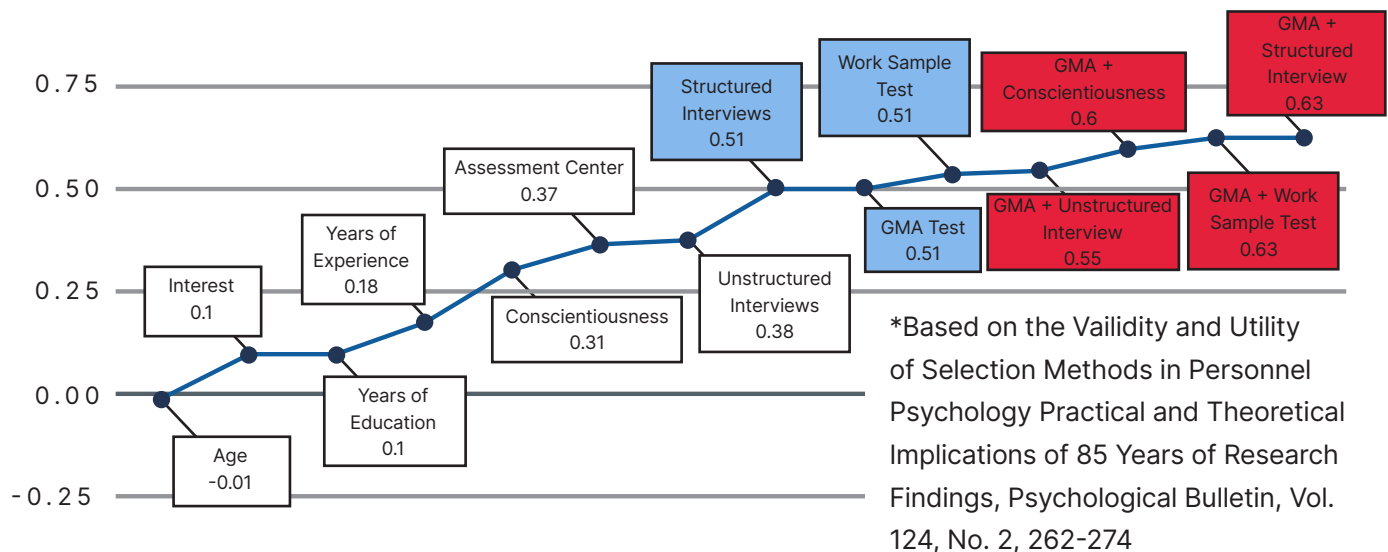 0.75
0.50
0.25
0.00
-0.25
Age
-0.01
Interest
0.1
Years of
Education
0.1
Years of
Experience
0.18
Conscientiousness
0.31
Assessment Center
0.37
Unstructured
Interviews
0.38
Structured
Interviews
0.51
GMA Test
0.51
Work Sample
Test
0.51
GMA + Unstructured
Interview
0.55
GMA +
Conscientiousness
0.6
GMA + Work
Sample Test
0.63
GMA +
Structured
Interview
0.63
*Based on the Vailidity and Utility
of Selection Methods in Personnel
Psychology Practical and Theoretical
Implications of 85 Years of Research
Findings, Psychological Bulletin, Vol.
124, No. 2, 262-274